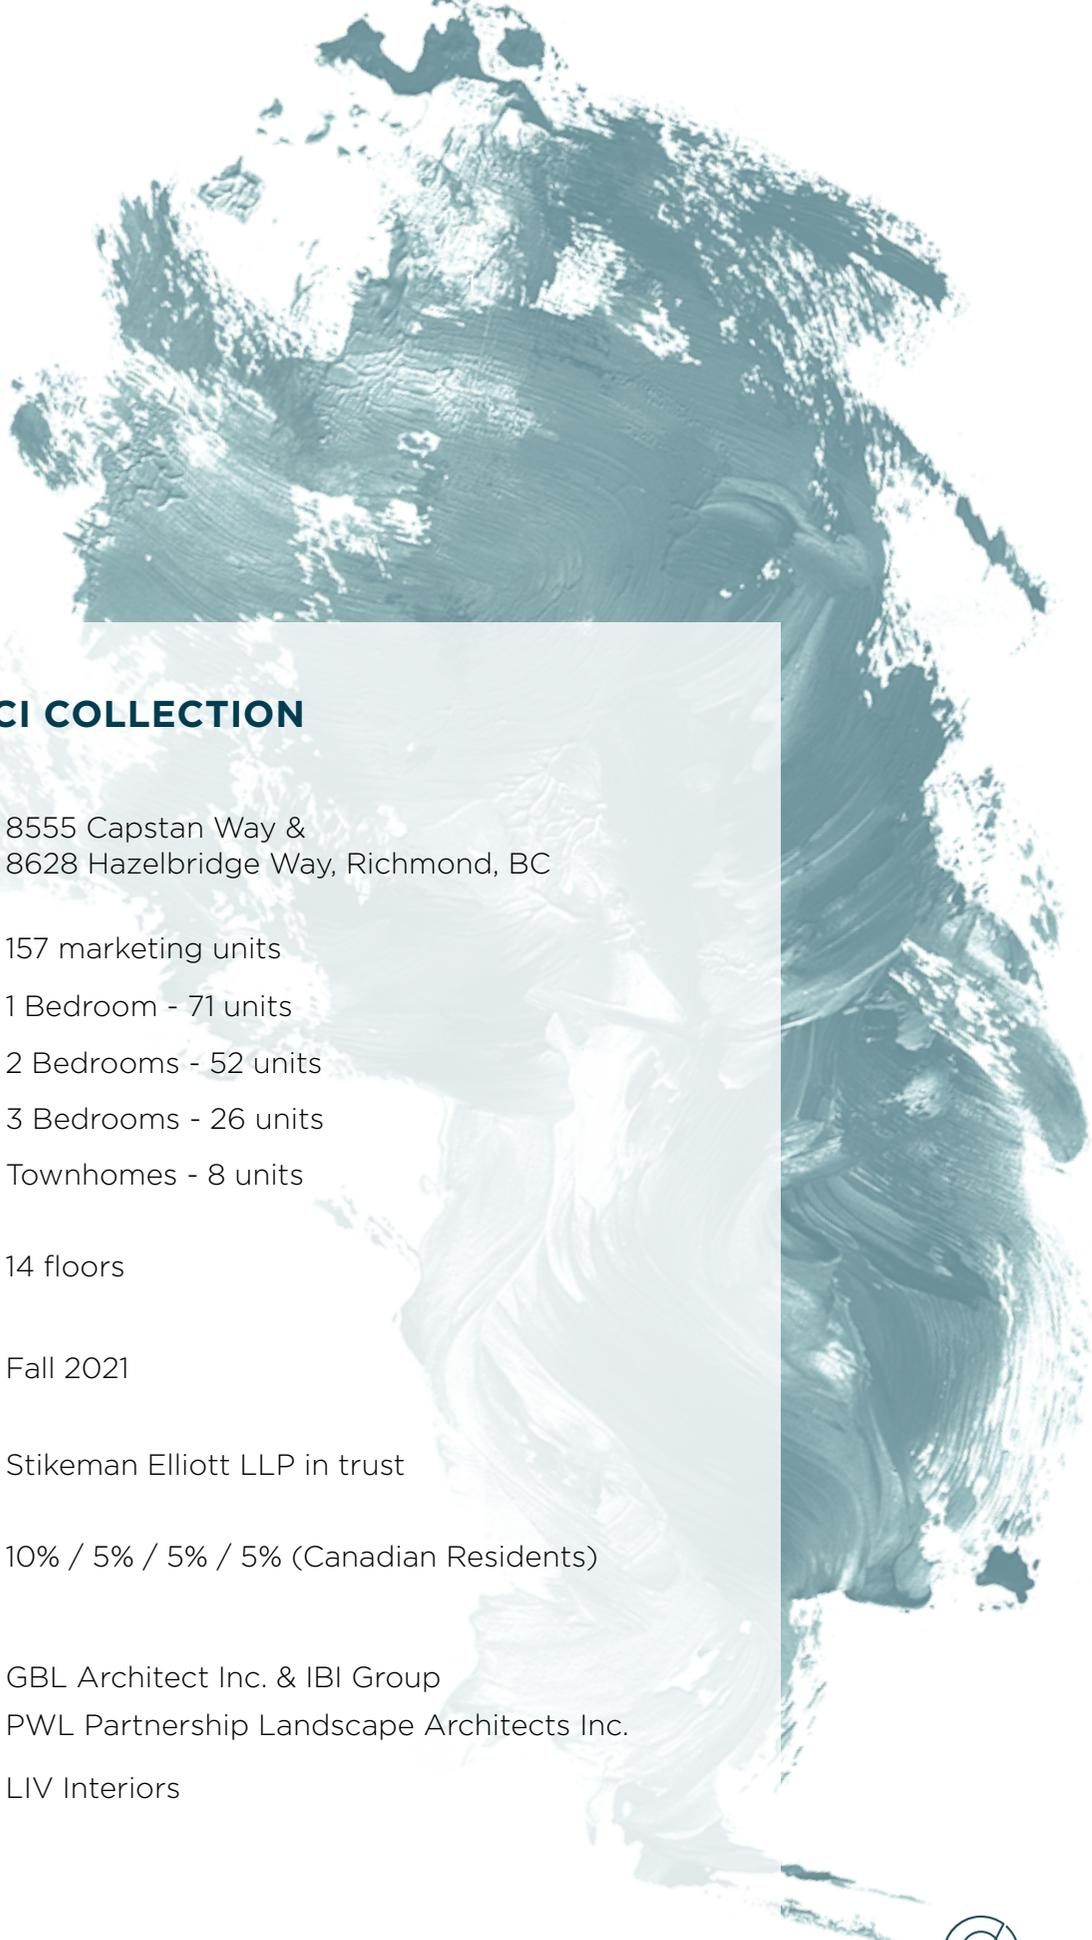 CI COLLECTION
8555 Capstan Way &
8628 Hazelbridge Way, Richmond, BC
157 marketing units
1 Bedroom - 71 units
2 Bedrooms - 52 units
3 Bedrooms - 26 units
Townhomes - 8 units
14 floors
Fall 2021
Stikeman Elliott LLP in trust
10% / 5% / 5% / 5% (Canadian Residents)
GBL Architect Inc. & IBI Group
PWL Partnership Landscape Architects Inc.
LIV Interiors